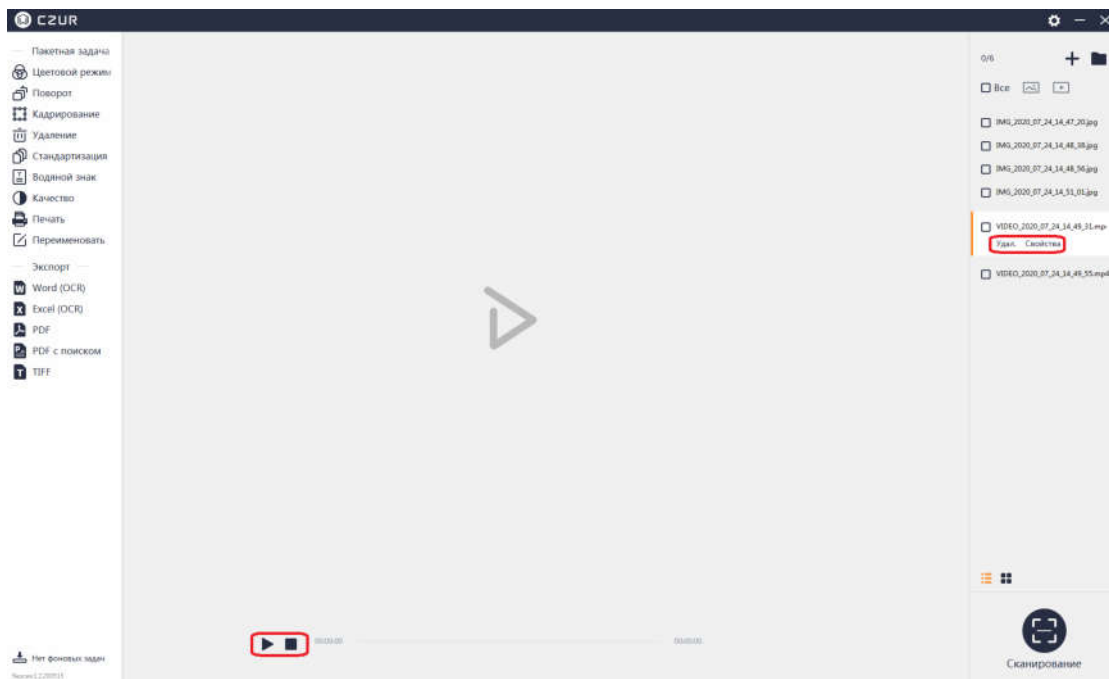 CZUR
Пакетная задача
Цветовой режим
Поворот
Кадрирование
Удаление
Стандартизация
Водяной знак
Качество
Печать
Переименовать
Экспорт
Word (OCR)
Excel (OCR)
PDF
PDF с поиском
TIFF
Нет фоновых задач
0/6
Все
IMG_2020_07_24_14_47_20.jpg
IMG_2020_07_24_14_48_38.jpg
IMG_2020_07_24_14_48_56.jpg
IMG_2020_07_24_14_51_01.jpg
VIDEO_2020_07_24_14_49_31.mp
Удал. Свойства
VIDEO_2020_07_24_14_49_55.mp4
00:00:00 00:00:00
Сканирование